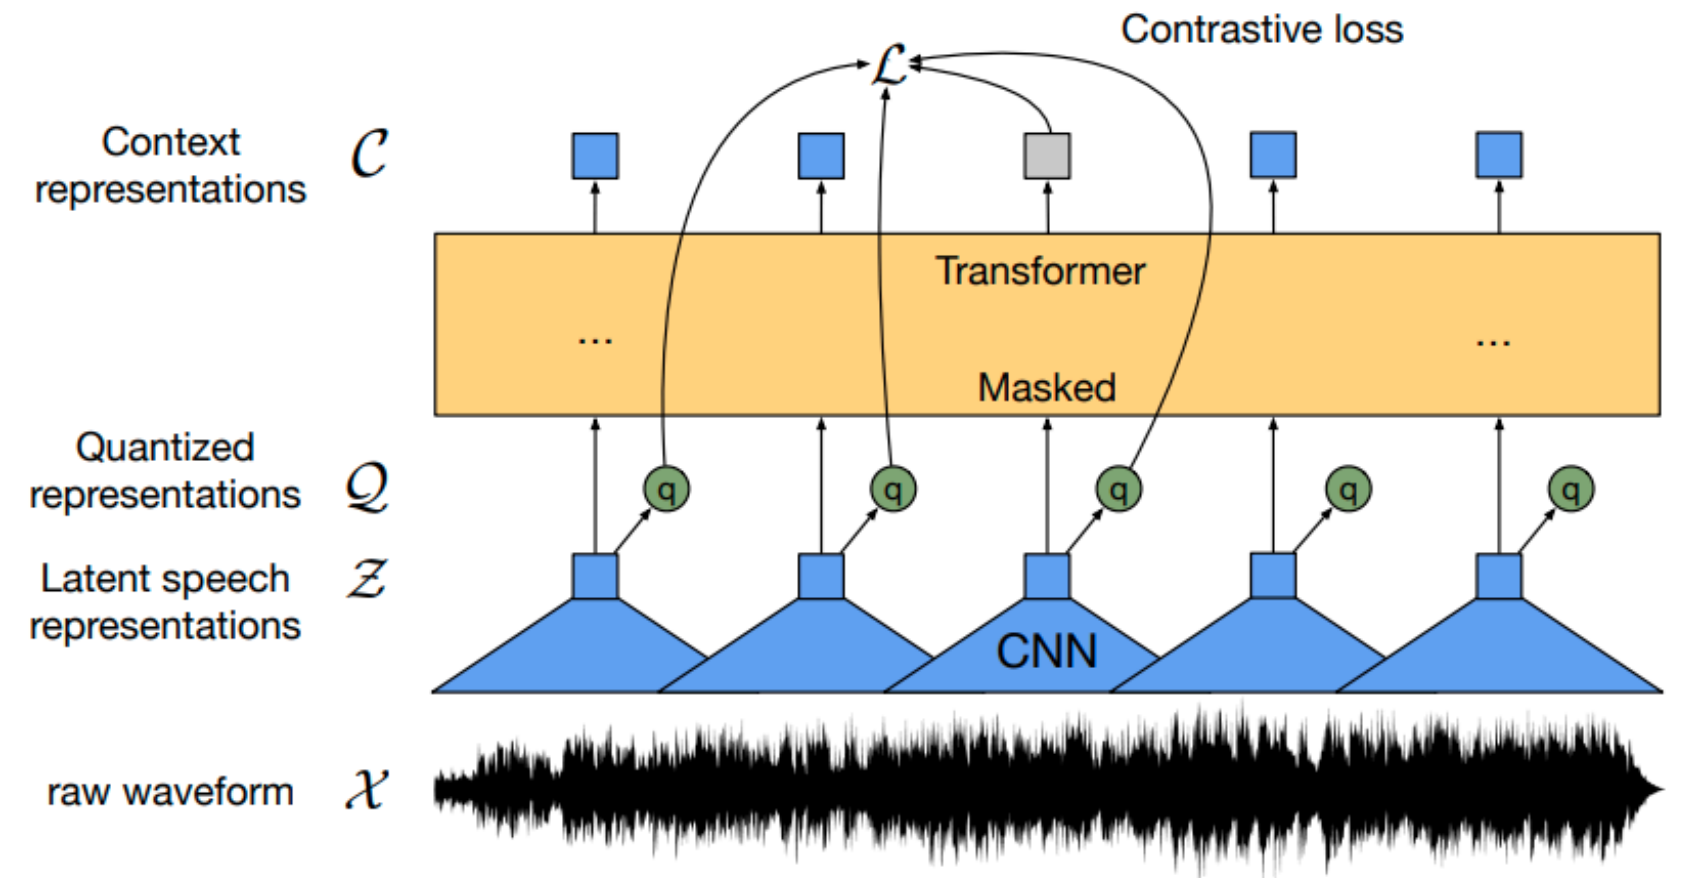 Contrastive loss
ℒ
Context
representations
𝒞
Transformer
...
...
Masked
Quantized
representations
𝒬
q
q
q
q
q
Latent speech
representations
𝒵
CNN
raw waveform
𝒳